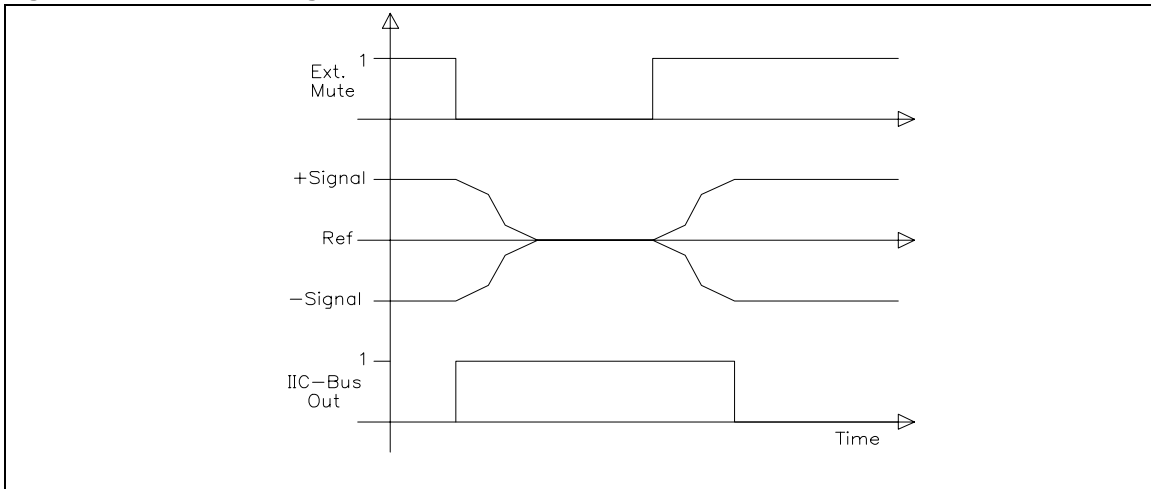 1
Ext.
Mute
+Signal
Ref
−Signal
1
IIC−Bus
Out
Time